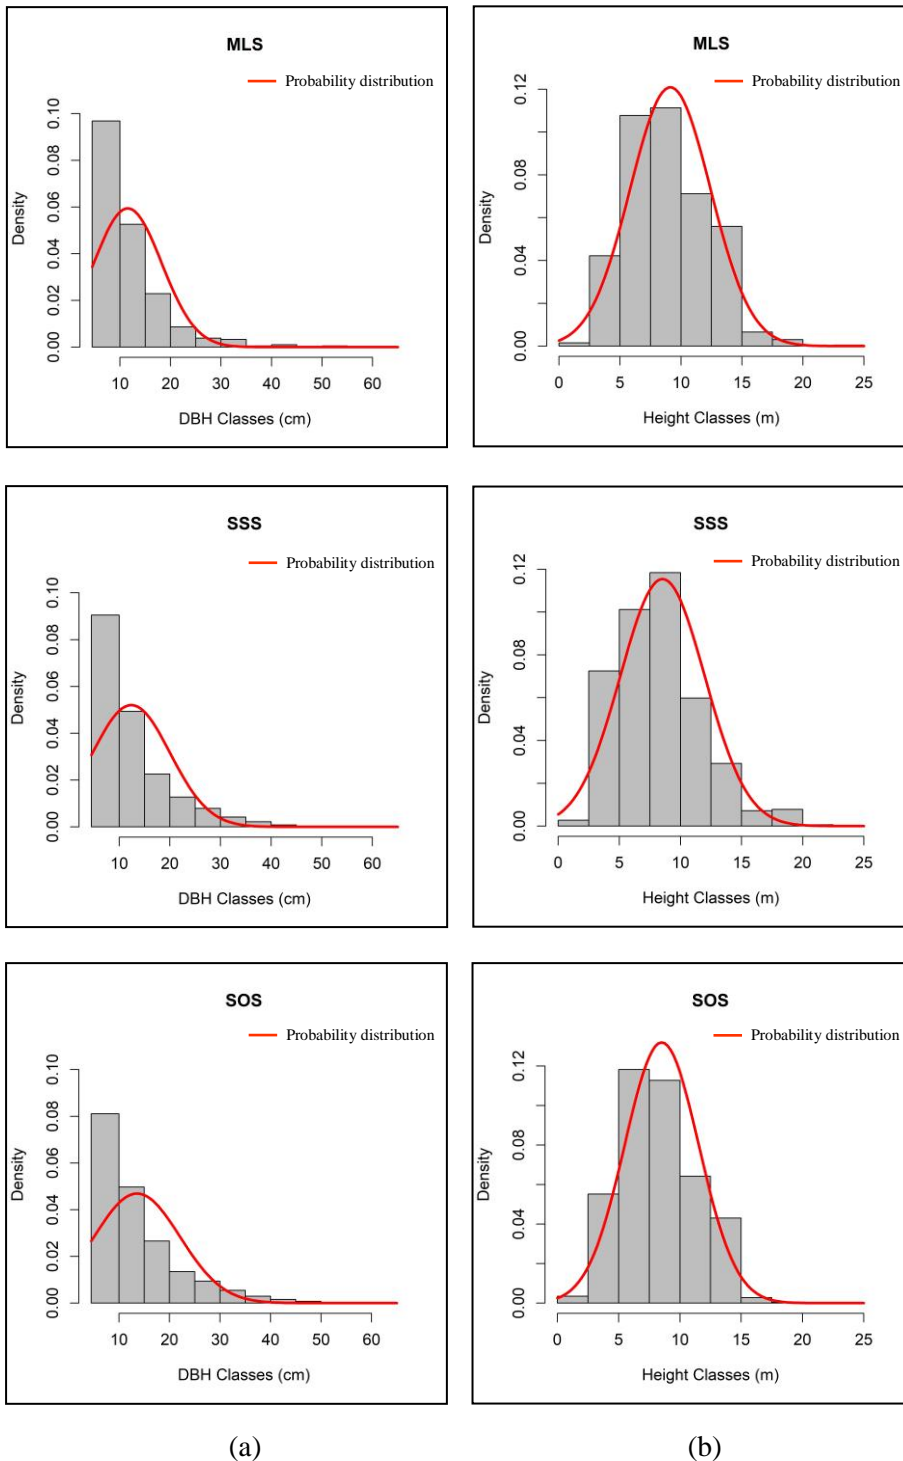 MLS
Probability distribution
Density
0.00 0.02 0.04 0.06 0.08 0.10
10 20 30 40 50 60
DBH Classes (cm)
MLS
Probability distribution
Density
0.00 0.04 0.08 0.12
0 5 10 15 20 25
Height Classes (m)
SSS
Probability distribution
Density
0.00 0.02 0.04 0.06 0.08 0.10
10 20 30 40 50 60
DBH Classes (cm)
SSS
Probability distribution
Density
0.00 0.04 0.08 0.12
0 5 10 15 20 25
Height Classes (m)
SOS
Probability distribution
Density
0.00 0.02 0.04 0.06 0.08 0.10
10 20 30 40 50 60
DBH Classes (cm)
SOS
Probability distribution
Density
0.00 0.04 0.08 0.12
0 5 10 15 20 25
Height Classes (m)
(a)
(b)